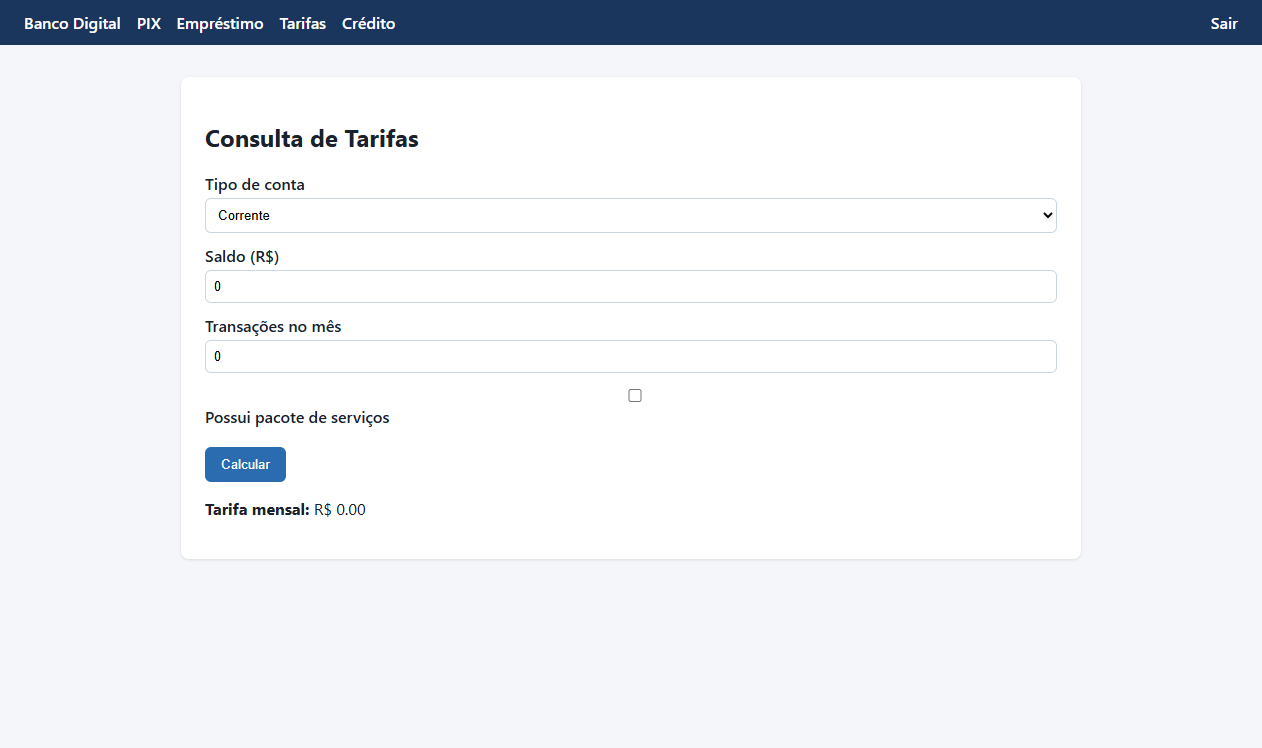 Banco Digital PIX Empréstimo Tarifas Crédito Sair
Consulta de Tarifas
Tipo de conta
Corrente
Saldo (R$)
0
Transações no mês
0
Possui pacote de serviços
Calcular
Tarifa mensal: R$ 0.00